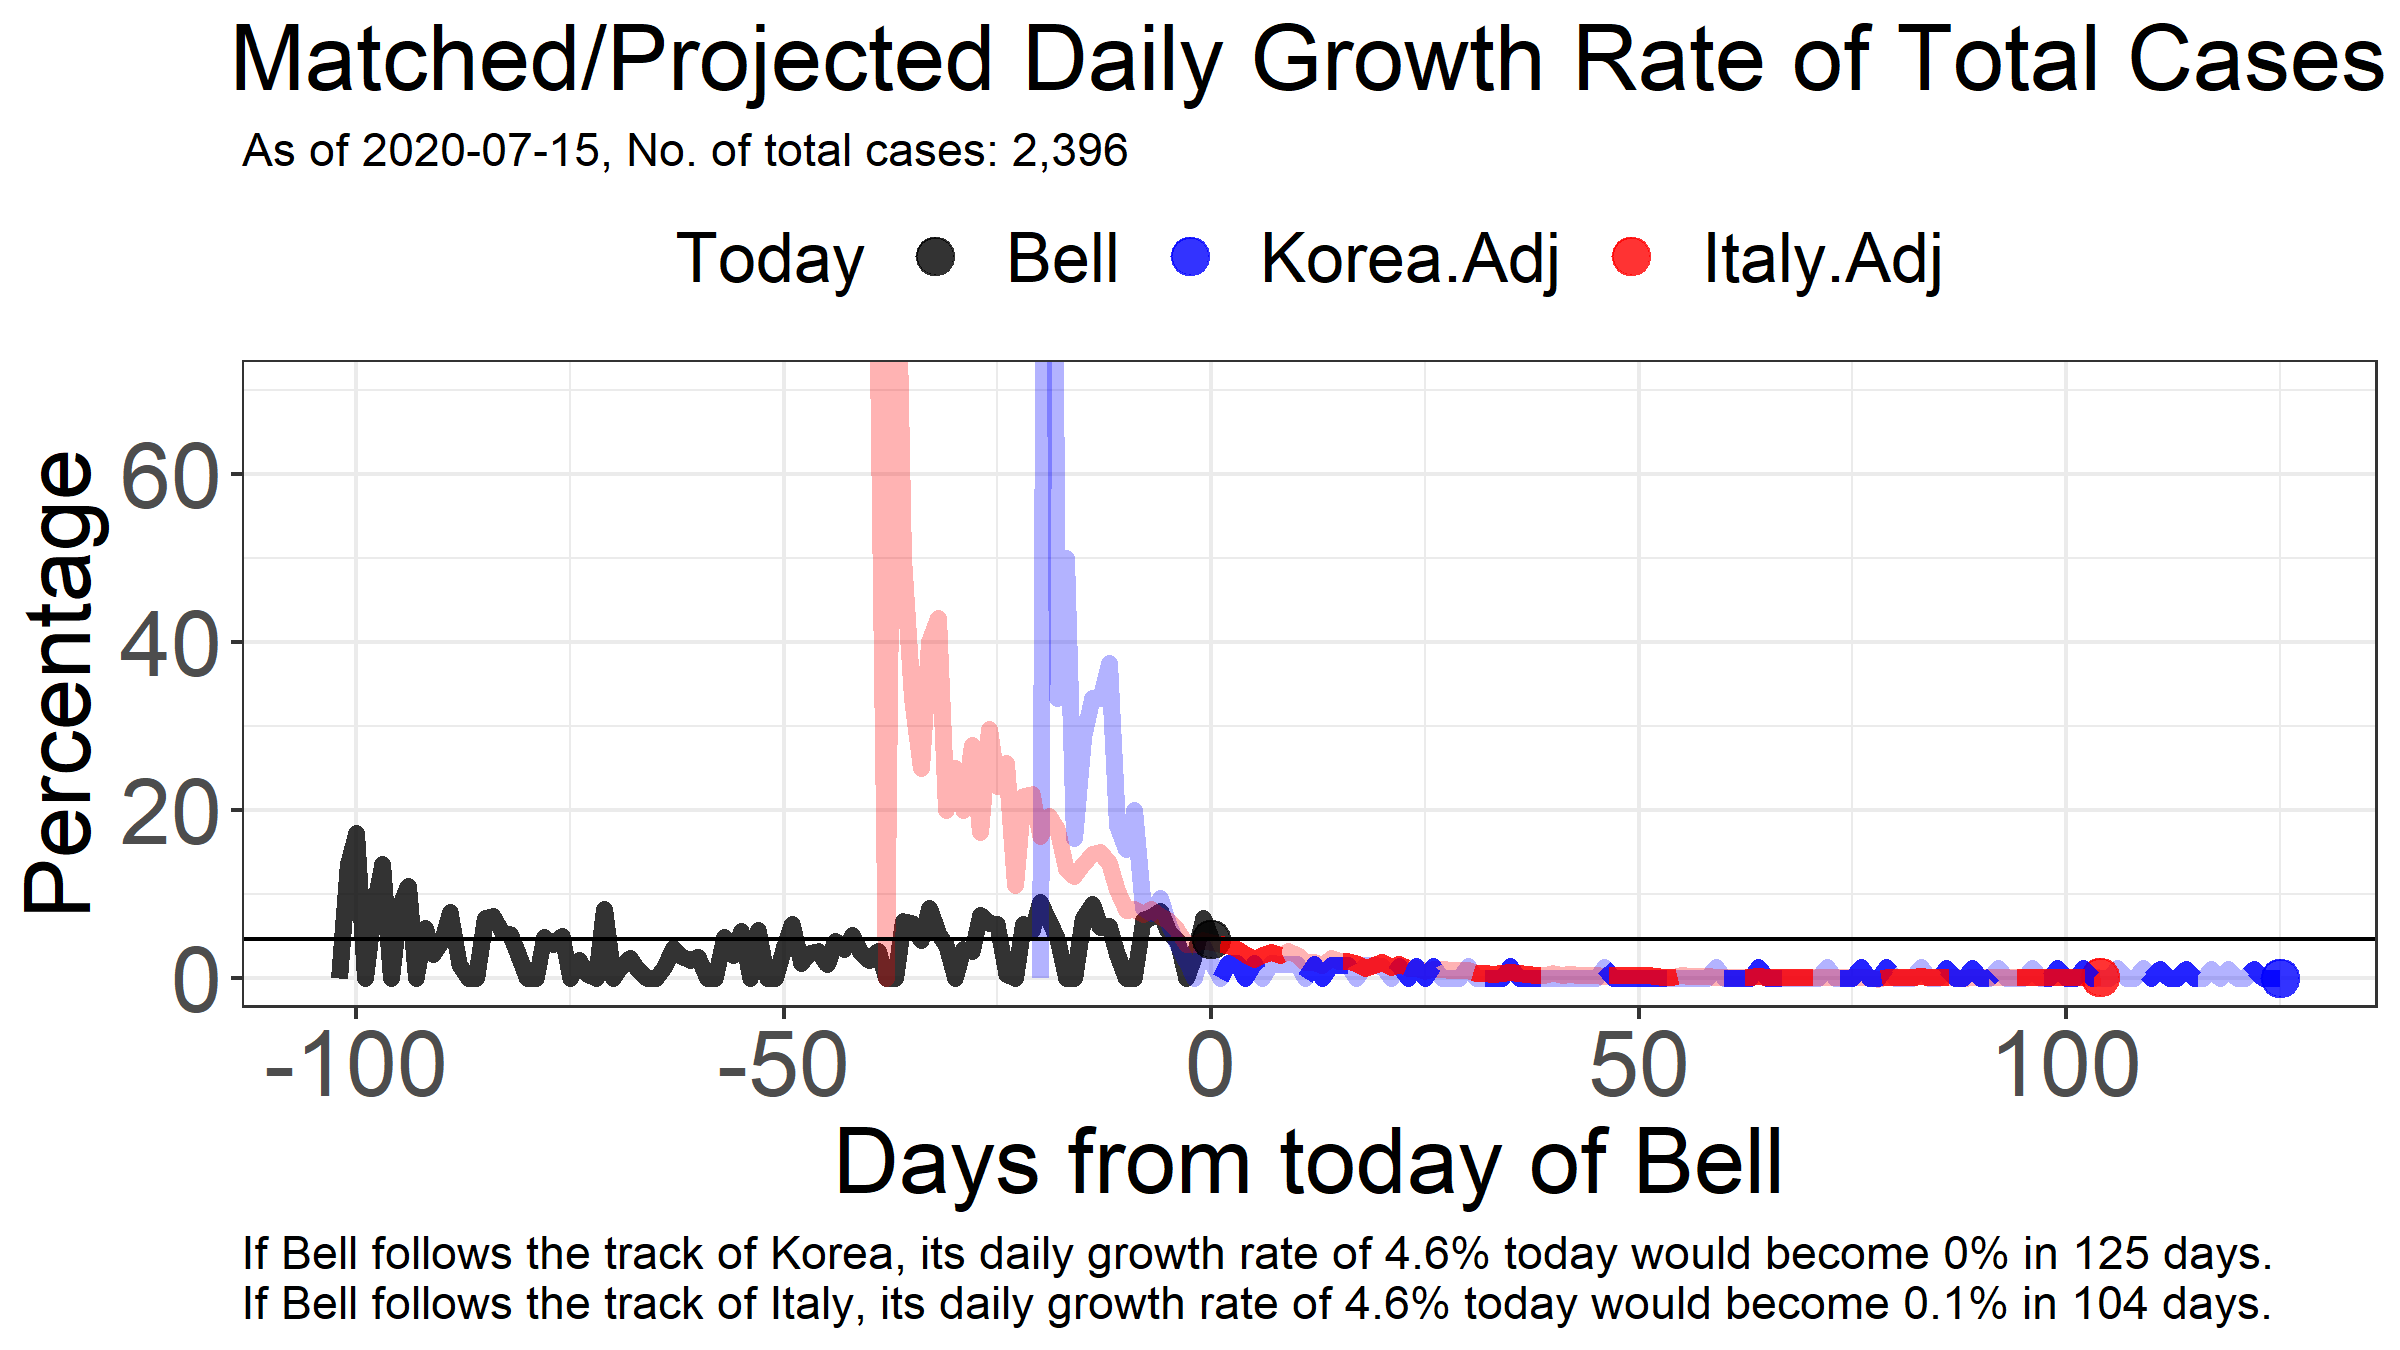 Matched/Projected Daily Growth Rate of Total Cases
As of 2020-07-15, No. of total cases: 2,396
Today Bell Korea.Adj Italy.Adj
Percentage
60
40
20
0
-100 -50 0 50 100
Days from today of Bell
If Bell follows the track of Korea, its daily growth rate of 4.6% today would become 0% in 125 days.
If Bell follows the track of Italy, its daily growth rate of 4.6% today would become 0.1% in 104 days.